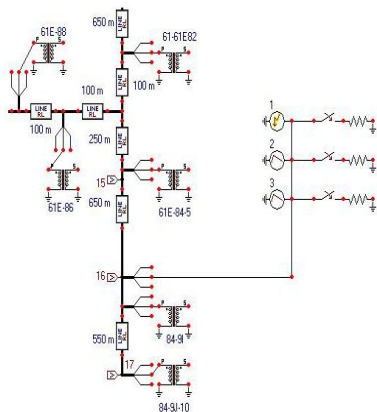 650 m
LINE
RL
61E-88
P S
61-61E82
P S
LINE
RL
100 m
100 m
LINE
RL
LINE
RL
100 m
1
LINE
RL
250 m
2
P S
61E-86
15
P S
61E-84-5
3
650 m
LINE
RL
16
P S
84-9I
LINE
RL
550 m
17
P S
84-9J-10